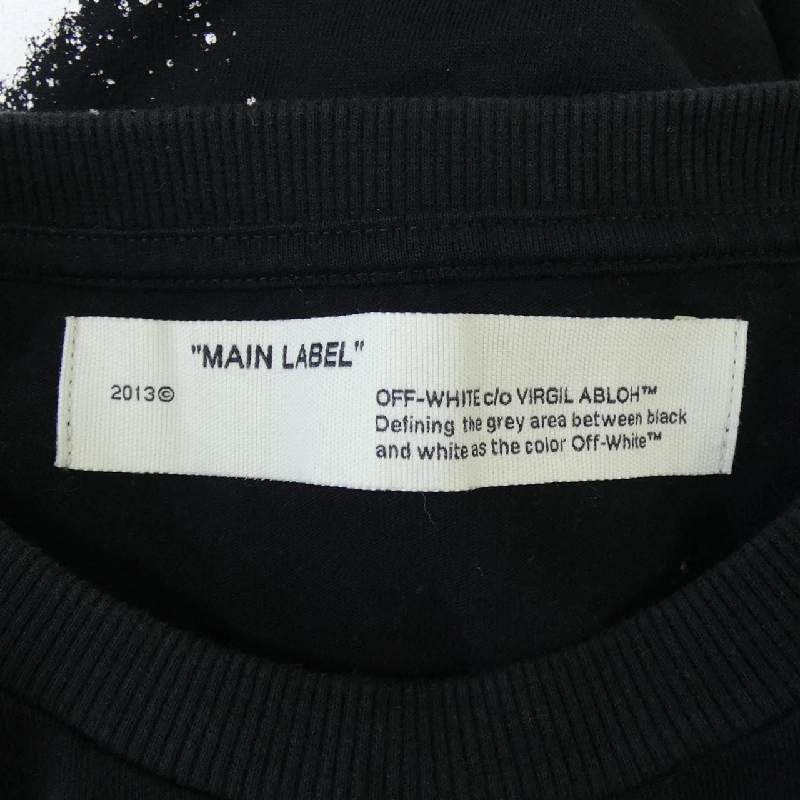 "MAIN LABEL"
2013©
OFF-WHITE c/o VIRGIL ABLOH™
Defining the grey area between black
and white as the color Off-White™